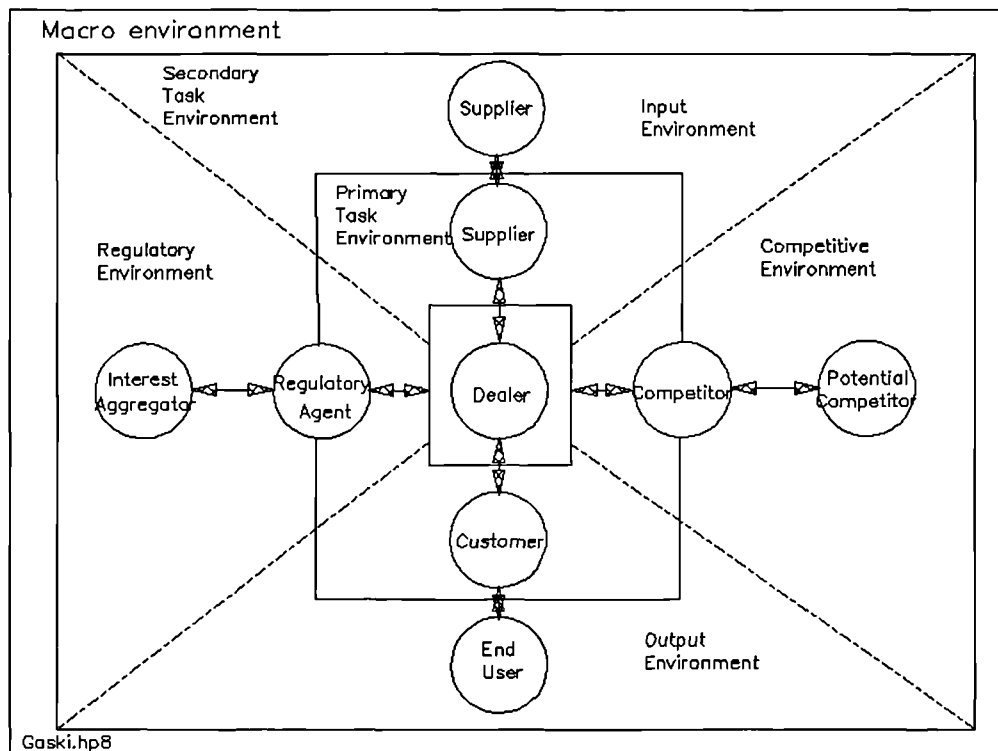 Macro environment
Secondary
Task
Environment
Supplier
Input
Environment
Primary
Task
Environment
Supplier
Regulatory
Environment
Competitive
Environment
Interest
Aggregator
Regulatory
Agent
Dealer
Competitor
Potential
Competitor
Customer
End
User
Output
Environment
Gaski.hp8